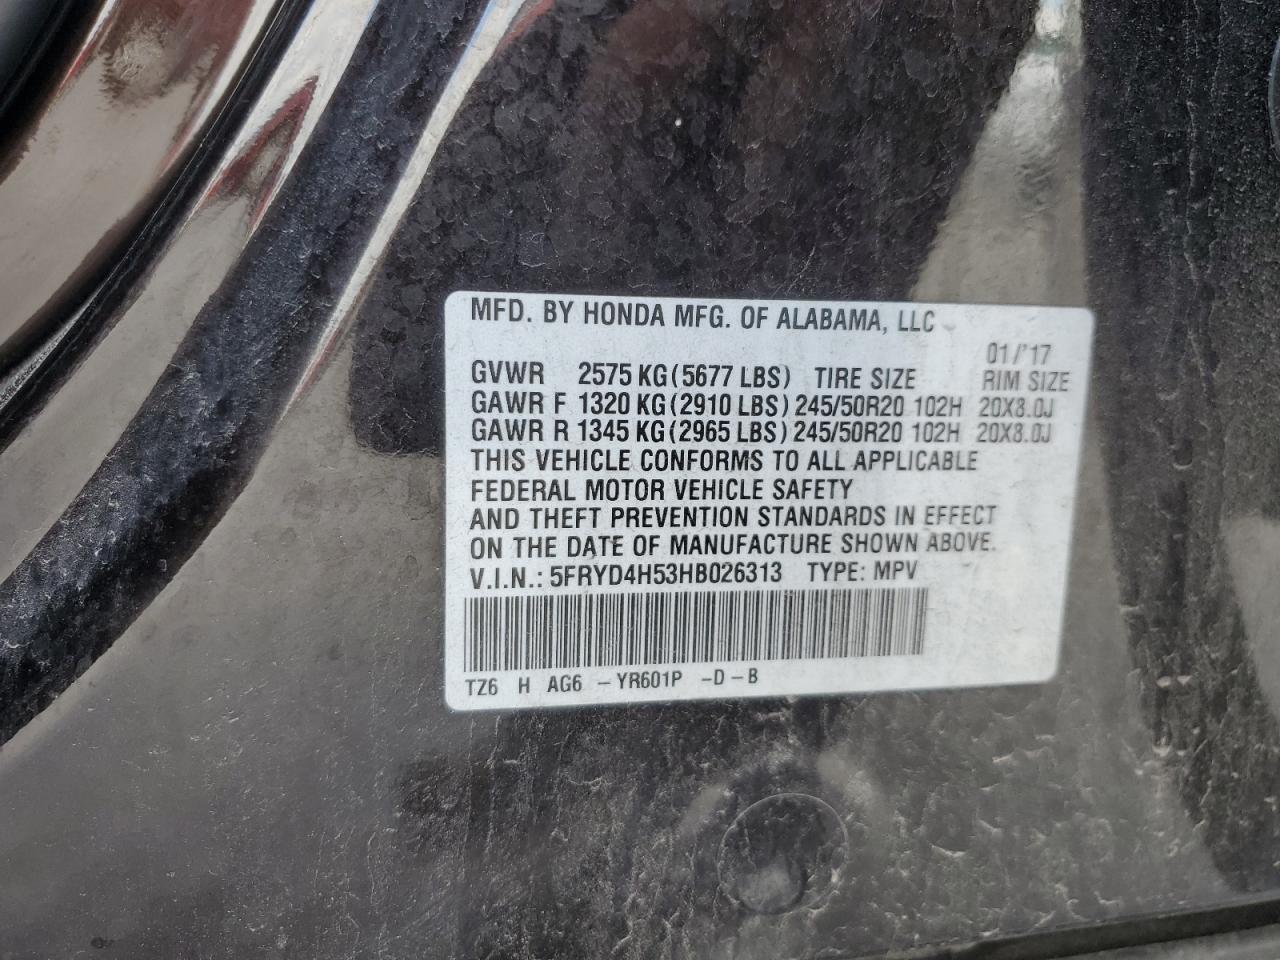 MFD. BY HONDA MFG. OF ALABAMA, LLC
01/'17
GVWR 2575 KG (5677 LBS) TIRE SIZE RIM SIZE
GAWR F 1320 KG (2910 LBS) 245/50R20 102H 20X8.0J
GAWR R 1345 KG (2965 LBS) 245/50R20 102H 20X8.0J
THIS VEHICLE CONFORMS TO ALL APPLICABLE
FEDERAL MOTOR VEHICLE SAFETY
AND THEFT PREVENTION STANDARDS IN EFFECT
ON THE DATE OF MANUFACTURE SHOWN ABOVE.
V.I.N.: 5FRYD4H53HB026313 TYPE: MPV
TZ6 H AG6 - YR601P - D - B